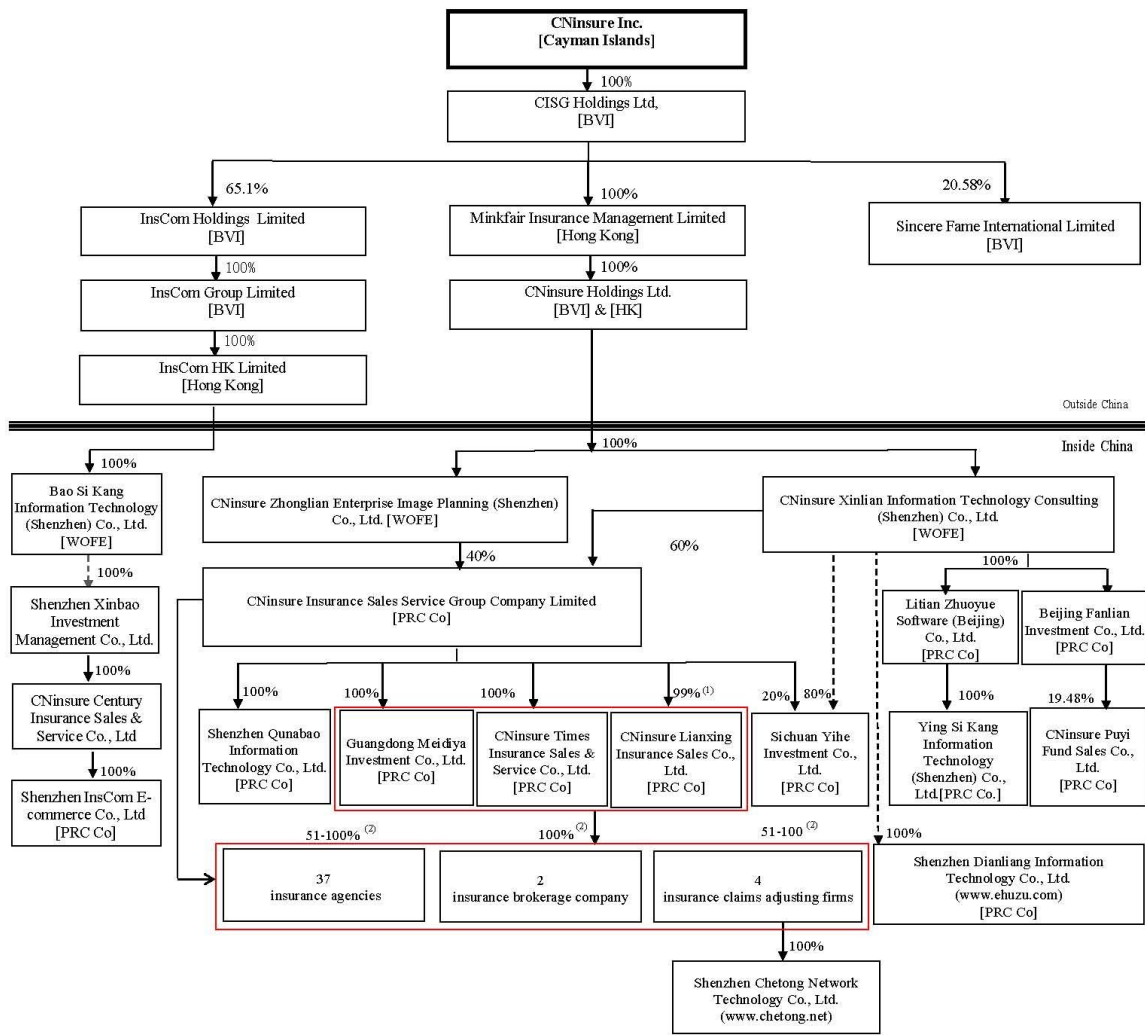 CNinsure Inc.
[Cayman Islands]
100%
CISG Holdings Ltd,
[BVI]
65.1%
100%
20.58%
InsCom Holdings Limited
[BVI]
Minkfair Insurance Management Limited
[Hong Kong]
Sincere Fame International Limited
[BVI]
100%
100%
InsCom Group Limited
[BVI]
CNinsure Holdings Ltd.
[BVI] & [HK]
100%
InsCom HK Limited
[Hong Kong]
Outside China
Inside China
100%
100%
Bao Si Kang
Information Technology
(Shenzhen) Co., Ltd.
[WOFE]
CNinsure Zhonglian Enterprise Image Planning (Shenzhen)
Co., Ltd. [WOFE]
CNinsure Xinlian Information Technology Consulting
(Shenzhen) Co., Ltd.
[WOFE]
40%
60%
100%
100%
Shenzhen Xinbao
Investment
Management Co., Ltd.
CNinsure Insurance Sales Service Group Company Limited
[PRC Co]
Litian Zhuoyue
Software (Beijing)
Co., Ltd.
[PRC Co]
Beijing Fanlian
Investment Co., Ltd.
[PRC Co]
100%
100%
100%
100%
99% (1)
20%
80%
100%
19.48%
CNinsure Century
Insurance Sales &
Service Co., Ltd
Shenzhen Qunabao
Information
Technology Co., Ltd.
[PRC Co]
Guangdong Meidiya
Investment Co., Ltd.
[PRC Co]
CNinsure Times
Insurance Sales &
Service Co., Ltd.
[PRC Co]
CNinsure Lianxing
Insurance Sales Co.,
Ltd.
[PRC Co]
Sichuan Yihe
Investment Co.,
Ltd.
[PRC Co]
Ying Si Kang
Information
Technology
(Shenzhen) Co.,
Ltd.[PRC Co.]
CNinsure Puyi
Fund Sales Co.,
Ltd.
[PRC Co]
100%
Shenzhen InsCom E-
commerce Co., Ltd
[PRC Co]
51-100% (2)
100% (2)
51-100 (2)
100%
37
insurance agencies
2
insurance brokerage company
4
insurance claims adjusting firms
Shenzhen Dianliang Information
Technology Co., Ltd.
(www.ehuzu.com)
[PRC Co]
100%
Shenzhen Chetong Network
Technology Co., Ltd.
(www.chetong.net)